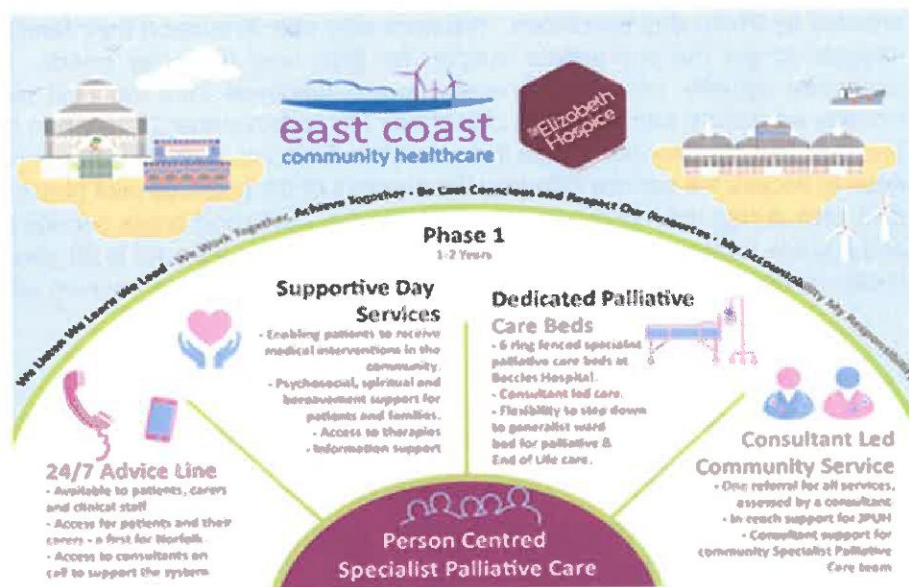 east coast
community healthcare
St Elizabeth
Hospice
We Listen We Learn We Lead - We Work Together, Achieve Together - Be Cost Conscious and Respect Our Resources - My Accountability My Responsibility
Phase 1
1-2 Years
24/7 Advice Line
- Available to patients, carers
and clinical staff
- Access for patients and their
carers - a first for Norfolk.
- Access to consultants on
call to support the system
Supportive Day
Services
- Enabling patients to receive
medical interventions in the
community.
- Psychosocial, spiritual and
bereavement support for
patients and families.
- Access to therapies
- Information support
Dedicated Palliative
Care Beds
- 6 ring fenced specialist
palliative care beds at
Beccles Hospital.
- Consultant led care.
- Flexibility to step down
to generalist ward
bed for palliative &
End of Life care.
Consultant Led
Community Service
- One referral for all services,
assessed by a consultant
- In reach support for JPUH
- Consultant support for
community Specialist Palliative
Care team
Person Centred
Specialist Palliative Care